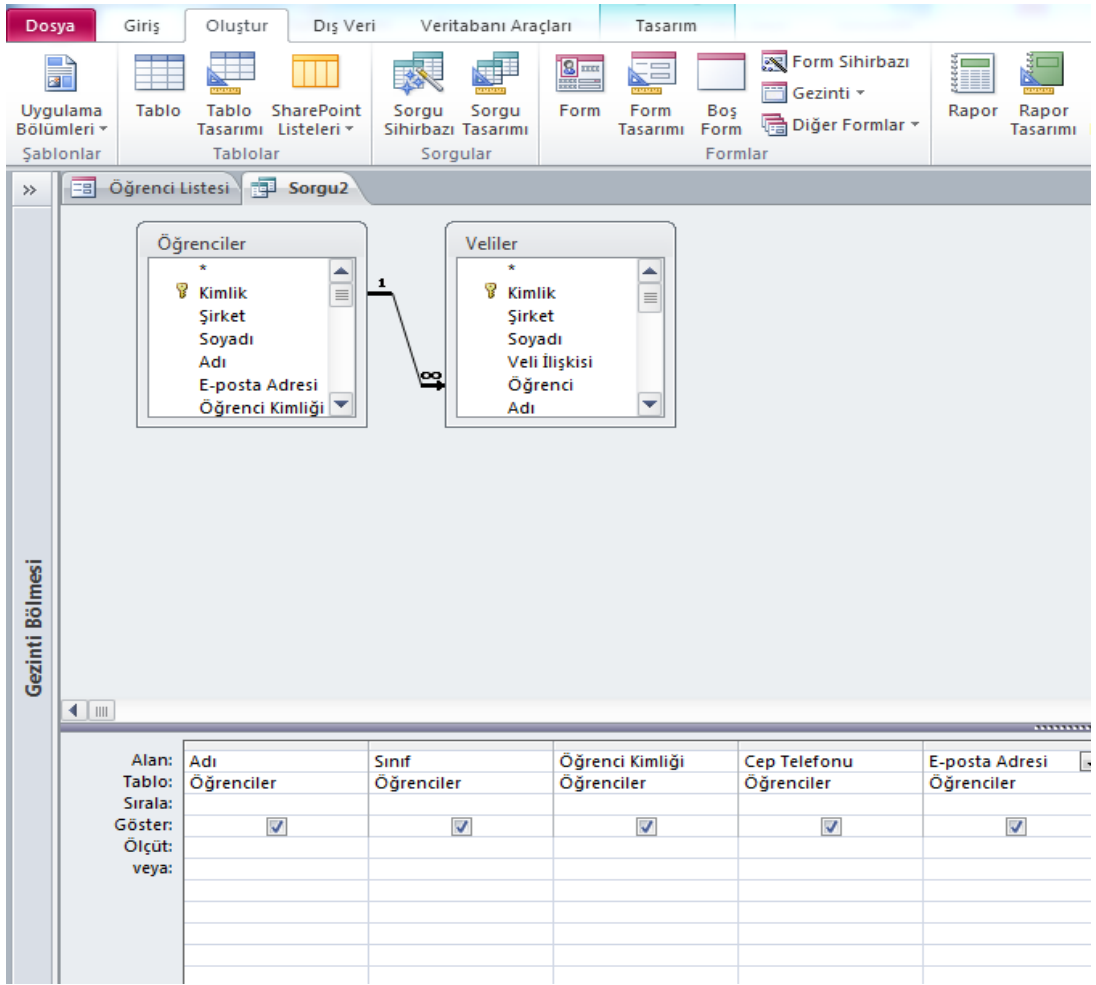 Dosya Giriş Oluştur Dış Veri Veritabanı Araçları Tasarım
Uygulama Bölümleri
Tablo
Tablo Tasarımı
SharePoint Listeleri
Sorgu Sihirbazı
Sorgu Tasarımı
Form
Form Tasarımı
Boş Form
Form Sihirbazı
Gezinti
Diğer Formlar
Rapor
Rapor Tasarımı
Şablonlar Tablolar Sorgular Formlar
Öğrenci Listesi Sorgu2
Gezinti Bölmesi
Öğrenciler
*
Kimlik
Şirket
Soyadı
Adı
E-posta Adresi
Öğrenci Kimliği
1
∞
Veliler
*
Kimlik
Şirket
Soyadı
Veli İlişkisi
Öğrenci
Adı
Alan: Adı Sınıf Öğrenci Kimliği Cep Telefonu E-posta Adresi
Tablo: Öğrenciler Öğrenciler Öğrenciler Öğrenciler Öğrenciler
Sırala:
Göster:
Ölçüt:
veya: